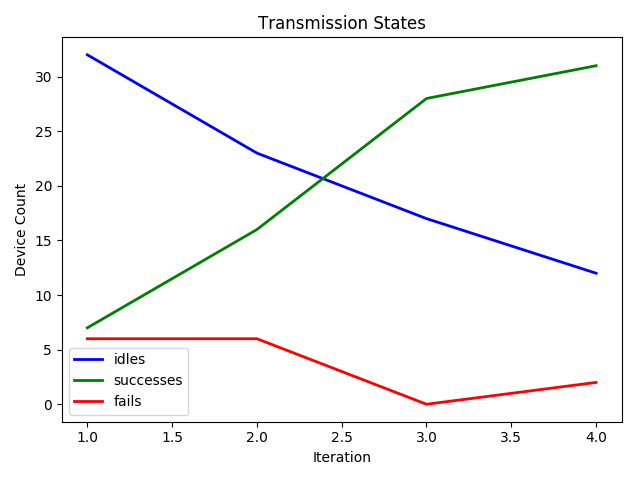 Transmission States
Device Count
30
25
20
15
10
5
0
idles
successes
fails
1.0 1.5 2.0 2.5 3.0 3.5 4.0
Iteration